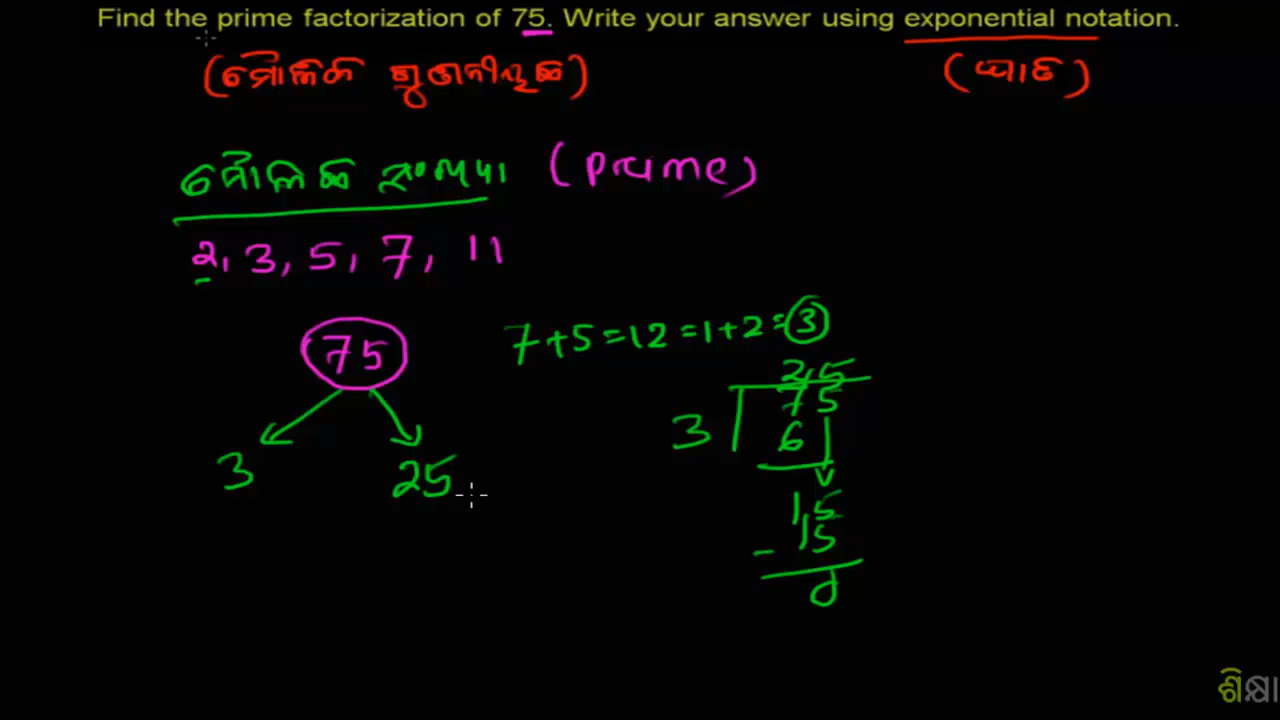 Find the prime factorization of 75. Write your answer using exponential notation.
(ମୌଳିକ ଗୁଣନୀୟକ) (ଘାତ)
ମୌଳିକ ସଂଖ୍ୟା (Prime)
2, 3, 5, 7, 11
75 7+5=12=1+2=3
25
3 75
6
3 25
15
- 15
0
ଶିକ୍ଷା